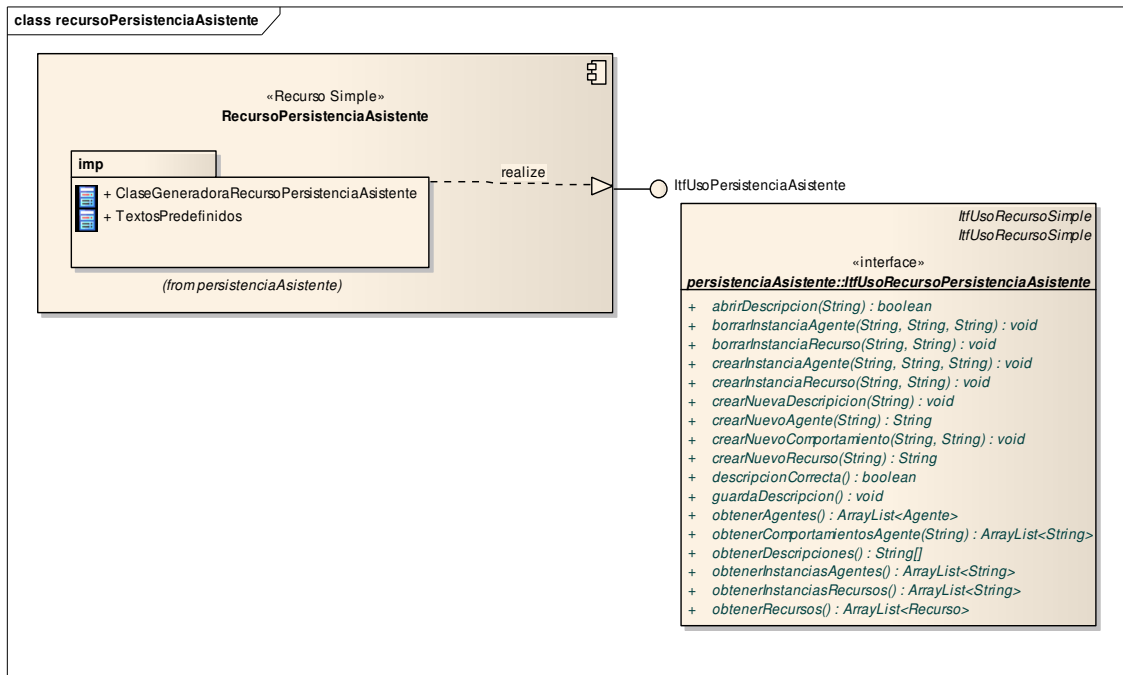 class recursoPersistenciaAsistente
«Recurso Simple»
RecursoPersistenciaAsistente
imp
+ ClaseGeneradoraRecursoPersistenciaAsistente
+ TextosPredefinidos
(from persistenciaAsistente)
realize
ItfUsoPersistenciaAsistente
ItfUsoRecursoSimple
ItfUsoRecursoSimple
«interface»
persistenciaAsistente::ItfUsoRecursoPersistenciaAsistente
+ abrirDescripcion(String) : boolean
+ borrarInstanciaAgente(String, String, String) : void
+ borrarInstanciaRecurso(String, String) : void
+ crearInstanciaAgente(String, String, String) : void
+ crearInstanciaRecurso(String, String) : void
+ crearNuevaDescripicion(String) : void
+ crearNuevoAgente(String) : String
+ crearNuevoComportamiento(String, String) : void
+ crearNuevoRecurso(String) : String
+ descripcionCorrecta() : boolean
+ guardaDescripcion() : void
+ obtenerAgentes() : ArrayList<Agente>
+ obtenerComportamientosAgente(String) : ArrayList<String>
+ obtenerDescripciones() : String[]
+ obtenerInstanciasAgentes() : ArrayList<String>
+ obtenerInstanciasRecursos() : ArrayList<String>
+ obtenerRecursos() : ArrayList<Recurso>